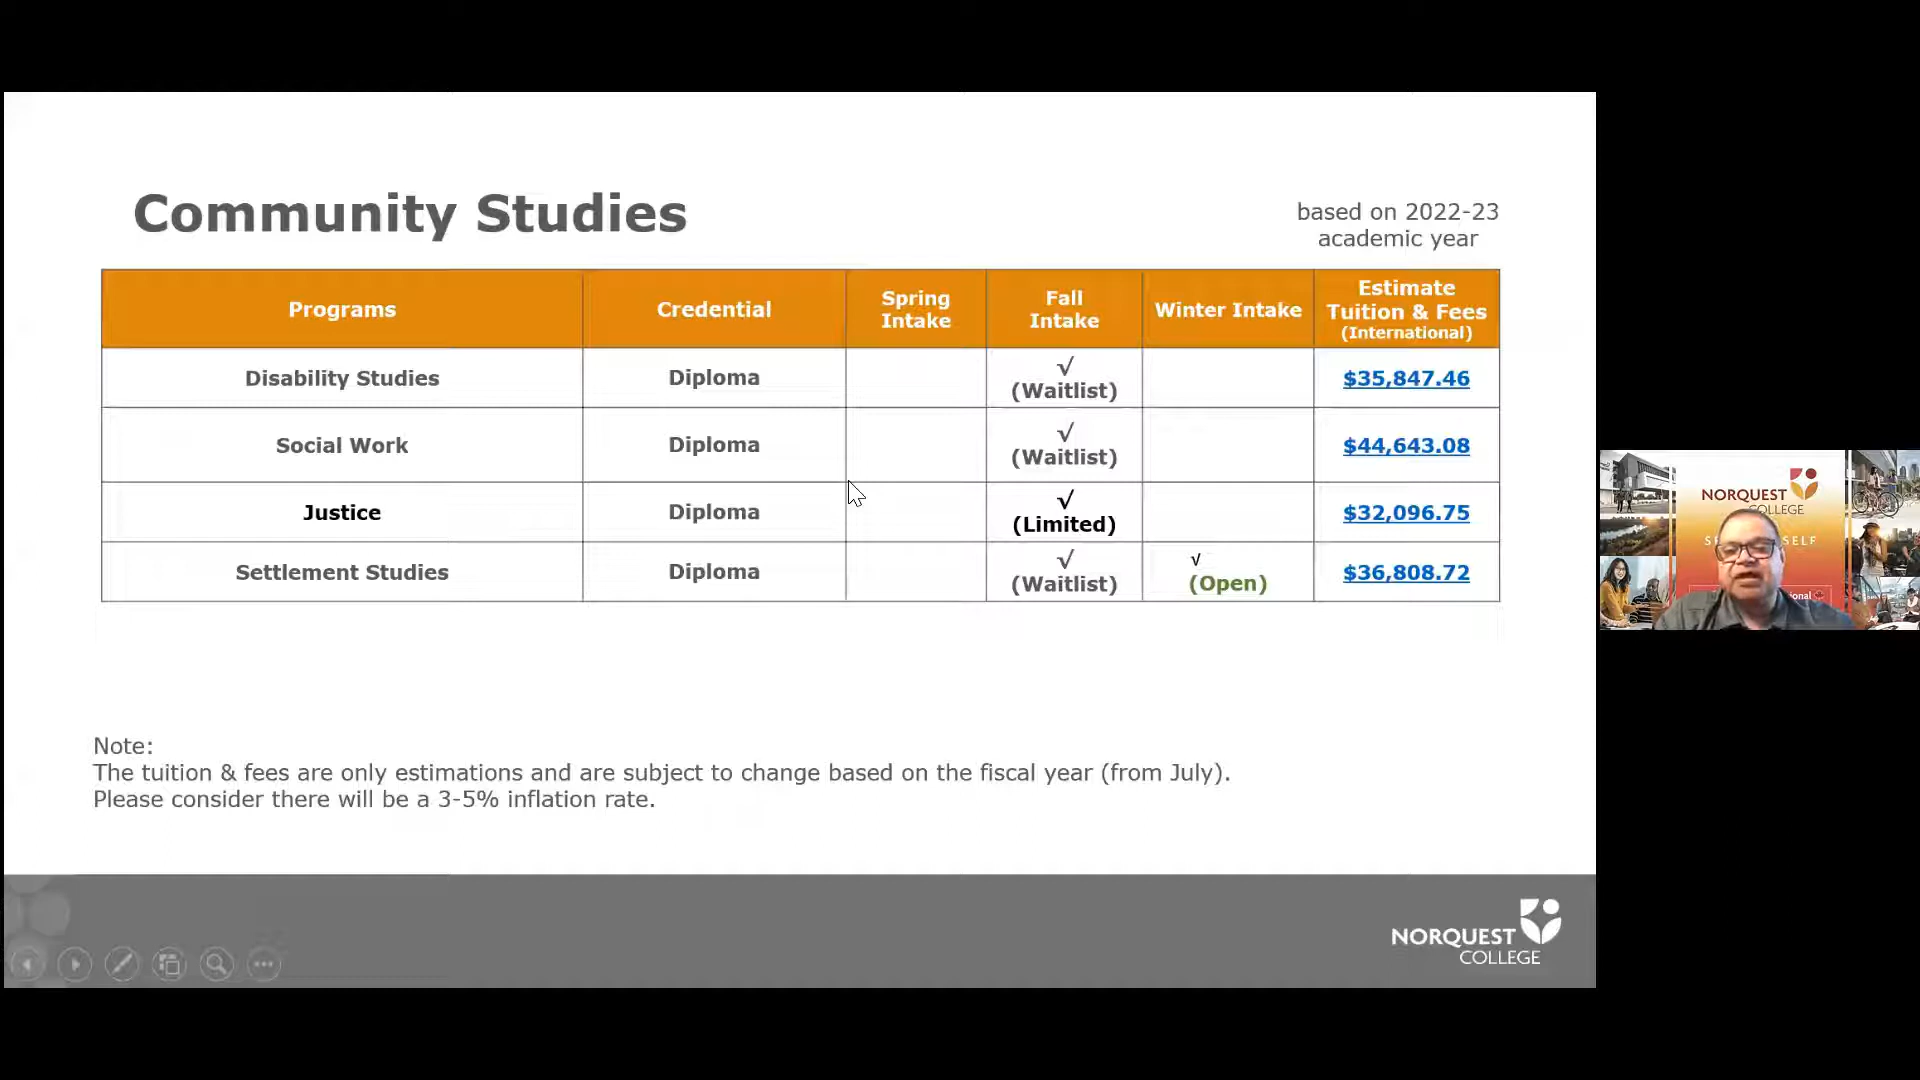 Community Studies
based on 2022-23
academic year
Programs
Credential
Spring
Intake
Fall
Intake
Winter Intake
Estimate
Tuition & Fees
(International)
Disability Studies
Diploma
√
(Waitlist)
$35,847.46
Social Work
Diploma
√
(Waitlist)
$44,643.08
Justice
Diploma
√
(Limited)
$32,096.75
Settlement Studies
Diploma
√
(Waitlist)
√
(Open)
$36,808.72
Note:
The tuition & fees are only estimations and are subject to change based on the fiscal year (from July).
Please consider there will be a 3-5% inflation rate.
NORQUEST
COLLEGE
NORQUEST
COLLEGE